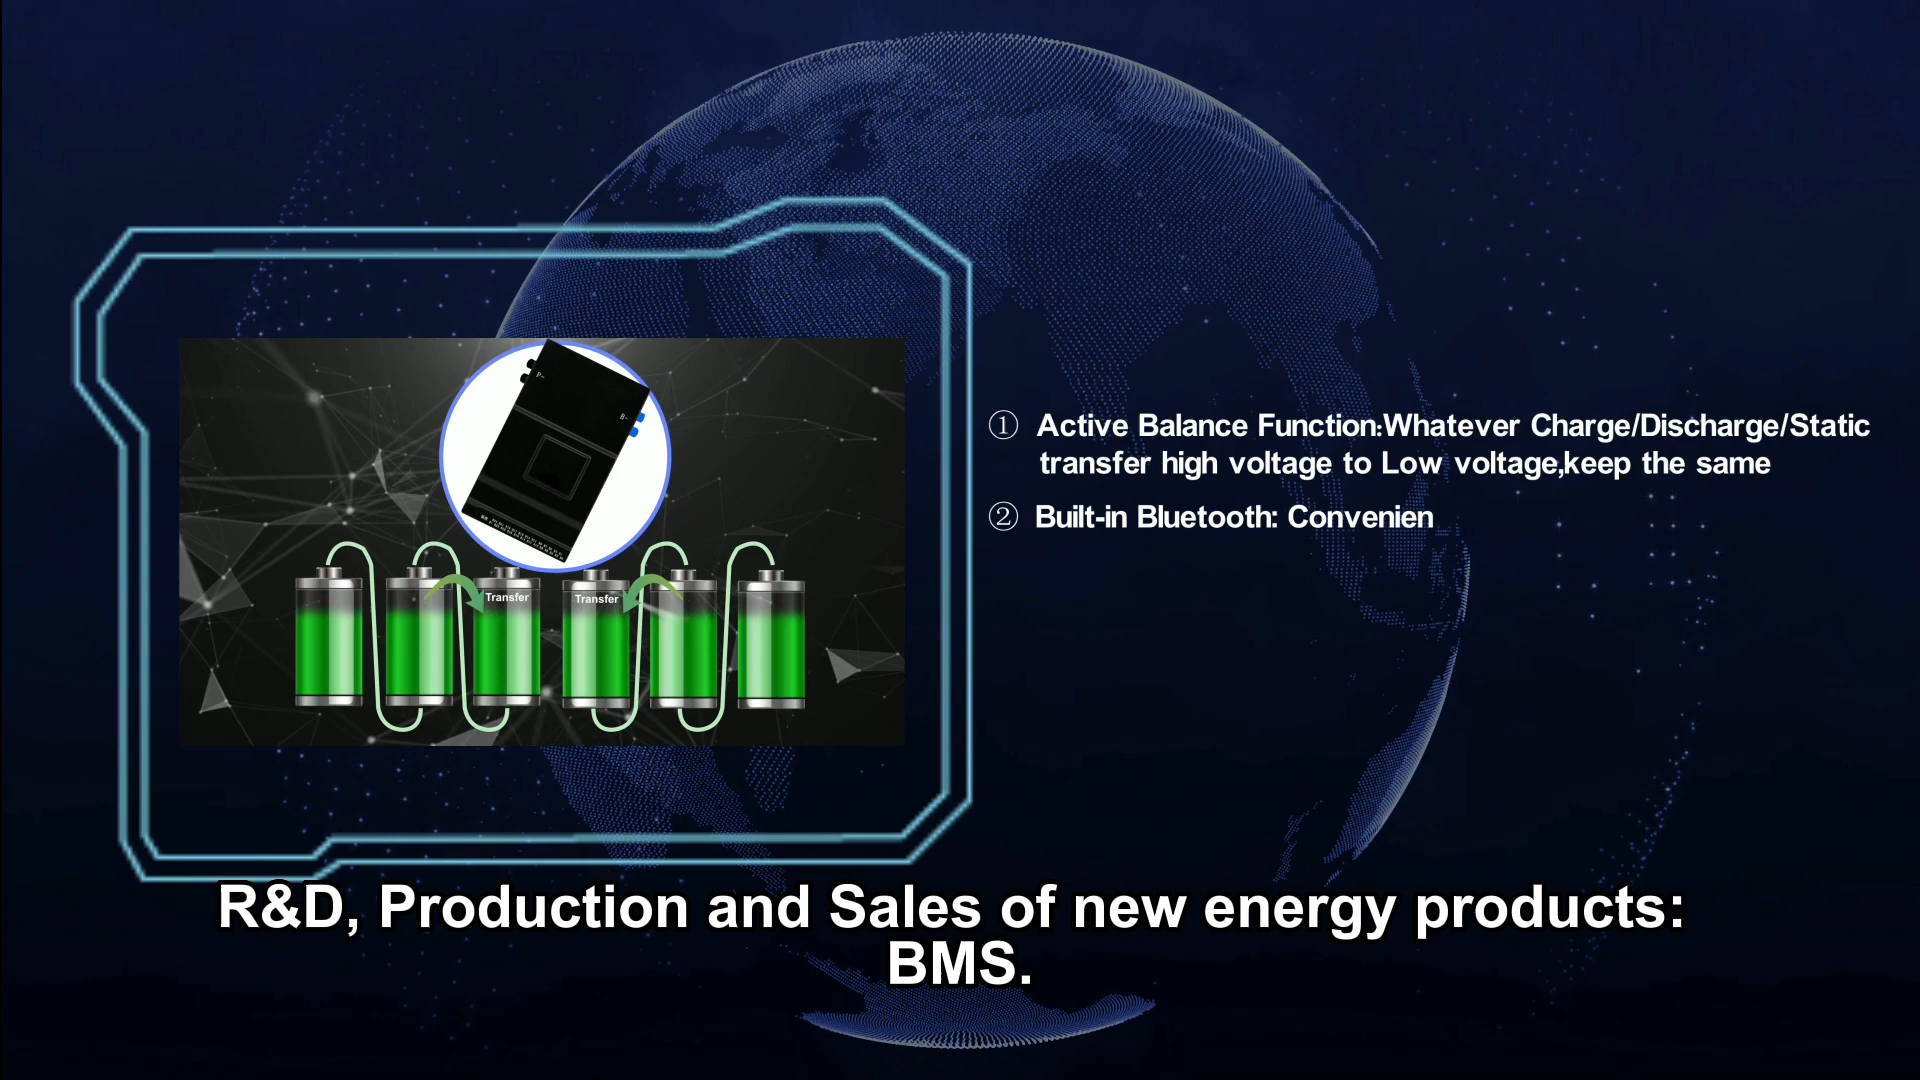 P-
B-
Transfer
Transfer
① Active Balance Function:Whatever Charge/Discharge/Static
transfer high voltage to Low voltage,keep the same
② Built-in Bluetooth: Convenien
R&D, Production and Sales of new energy products:
BMS.